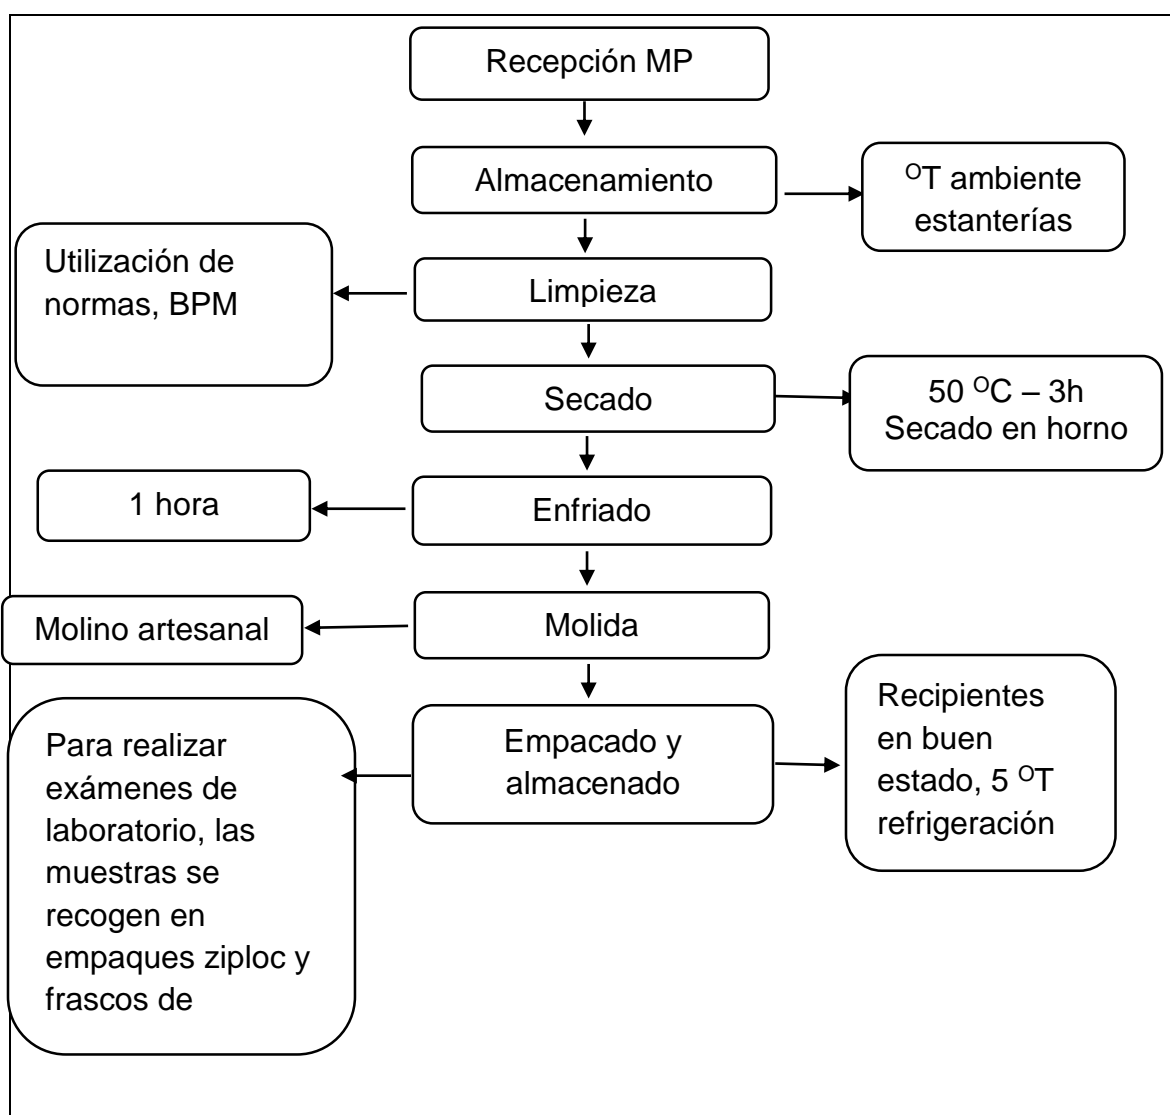 Recepción MP
Almacenamiento
ᴼT ambiente
estanterías
Utilización de
normas, BPM
Limpieza
Secado
50 ᴼC – 3h
Secado en horno
1 hora
Enfriado
Molino artesanal
Molida
Empacado y
almacenado
Recipientes
en buen
estado, 5 ᴼT
refrigeración
Para realizar
exámenes de
laboratorio, las
muestras se
recogen en
empaques ziploc y
frascos de